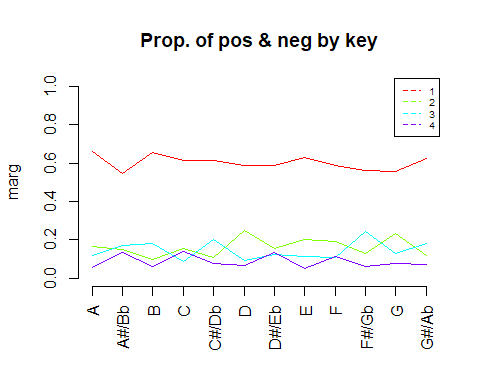 Prop. of pos & neg by key
marg
1.0
0.8
0.6
0.4
0.2
0.0
1
2
3
4
A
A#/Bb
B
C
C#/Db
D
D#/Eb
E
F
F#/Gb
G
G#/Ab